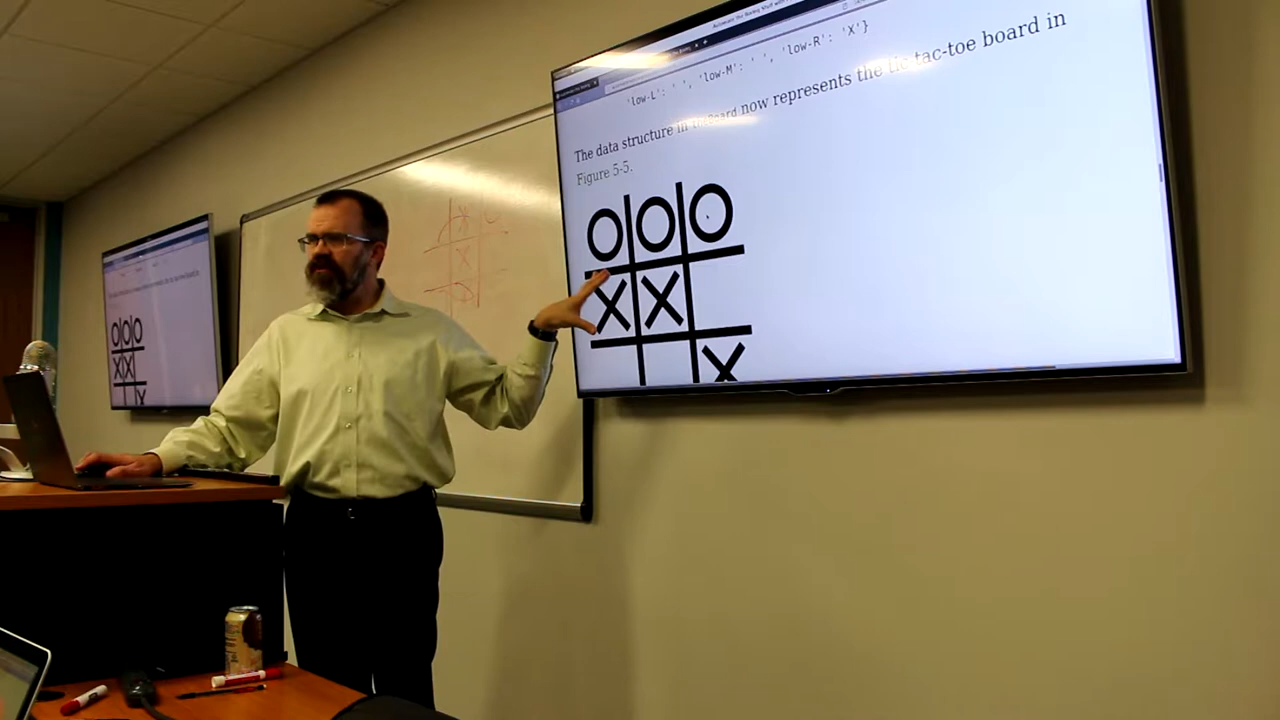 'low-L': ' ', 'low-M': ' ', 'low-R': 'X'}
The data structure in theBoard now represents the tic-tac-toe board in
Figure 5-5.
O O O
X X
X